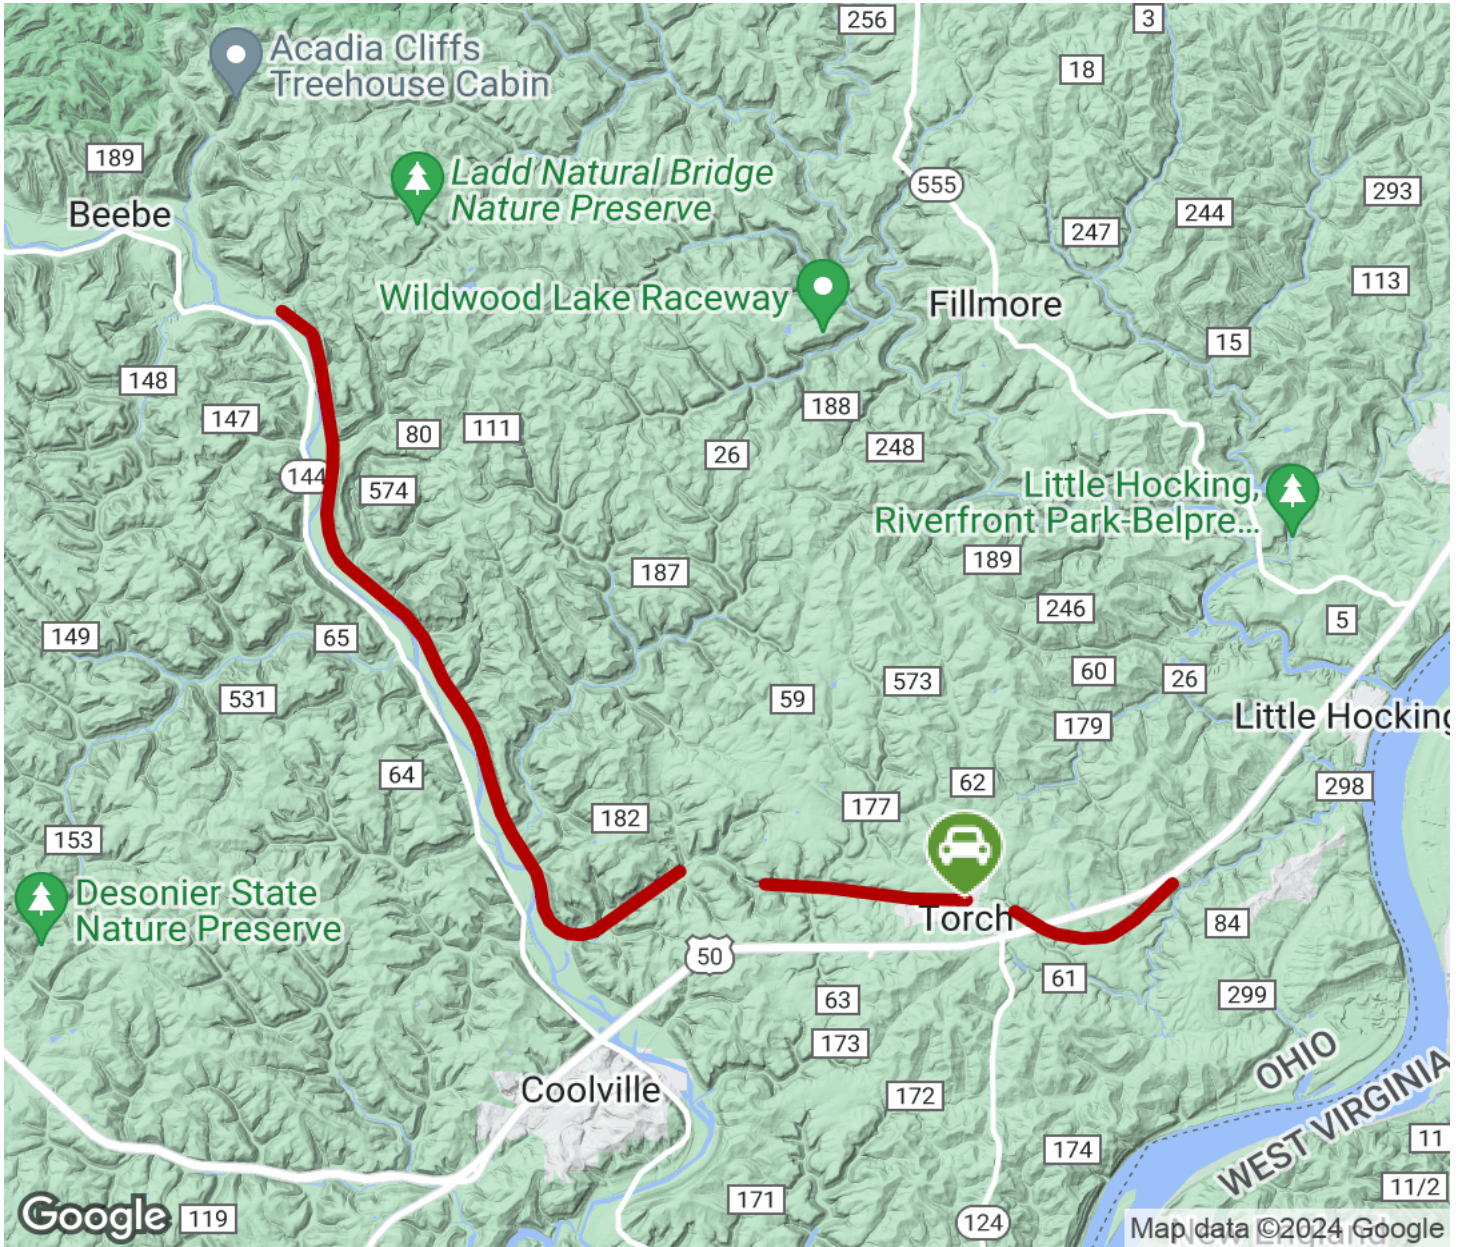 256
3
Acadia Cliffs
Treehouse Cabin
18
189
Ladd Natural Bridge
Nature Preserve
555
293
Beebe
244
247
113
Wildwood Lake Raceway
Fillmore
15
148
188
147
80
111
248
26
144
574
Little Hocking,
Riverfront Park-Belpre...
189
187
246
5
149
65
60
26
573
531
59
179
Little Hocking
64
62
298
177
182
153
Desonier State
Nature Preserve
Torch
84
50
61
299
63
173
OHIO
WEST VIRGINIA
Coolville
172
174
11
11/2
171
124
119
Google
Map data ©2024 Google
New England